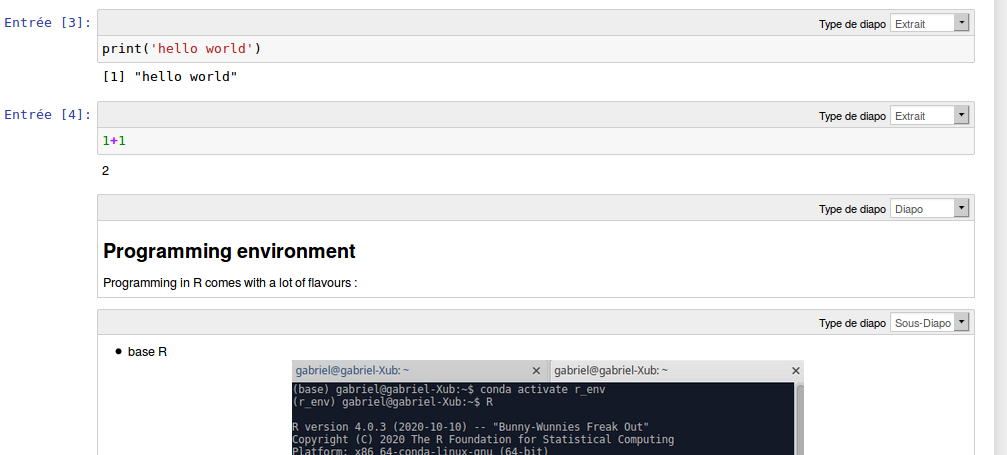 Entrée [3]: Type de diapo Extrait
print('hello world')
[1] "hello world"
Entrée [4]: Type de diapo Extrait
1+1
2
Type de diapo Diapo
Programming environment
Programming in R comes with a lot of flavours :
Type de diapo Sous-Diapo
base R
gabriel@gabriel-Xub: ~ × gabriel@gabriel-Xub: ~ ×
(base) gabriel@gabriel-Xub:~$ conda activate r_env
(r_env) gabriel@gabriel-Xub:~$ R
R version 4.0.3 (2020-10-10) -- "Bunny-Wunnies Freak Out"
Copyright (C) 2020 The R Foundation for Statistical Computing
Platform: x86_64-conda-linux-gnu (64-bit)